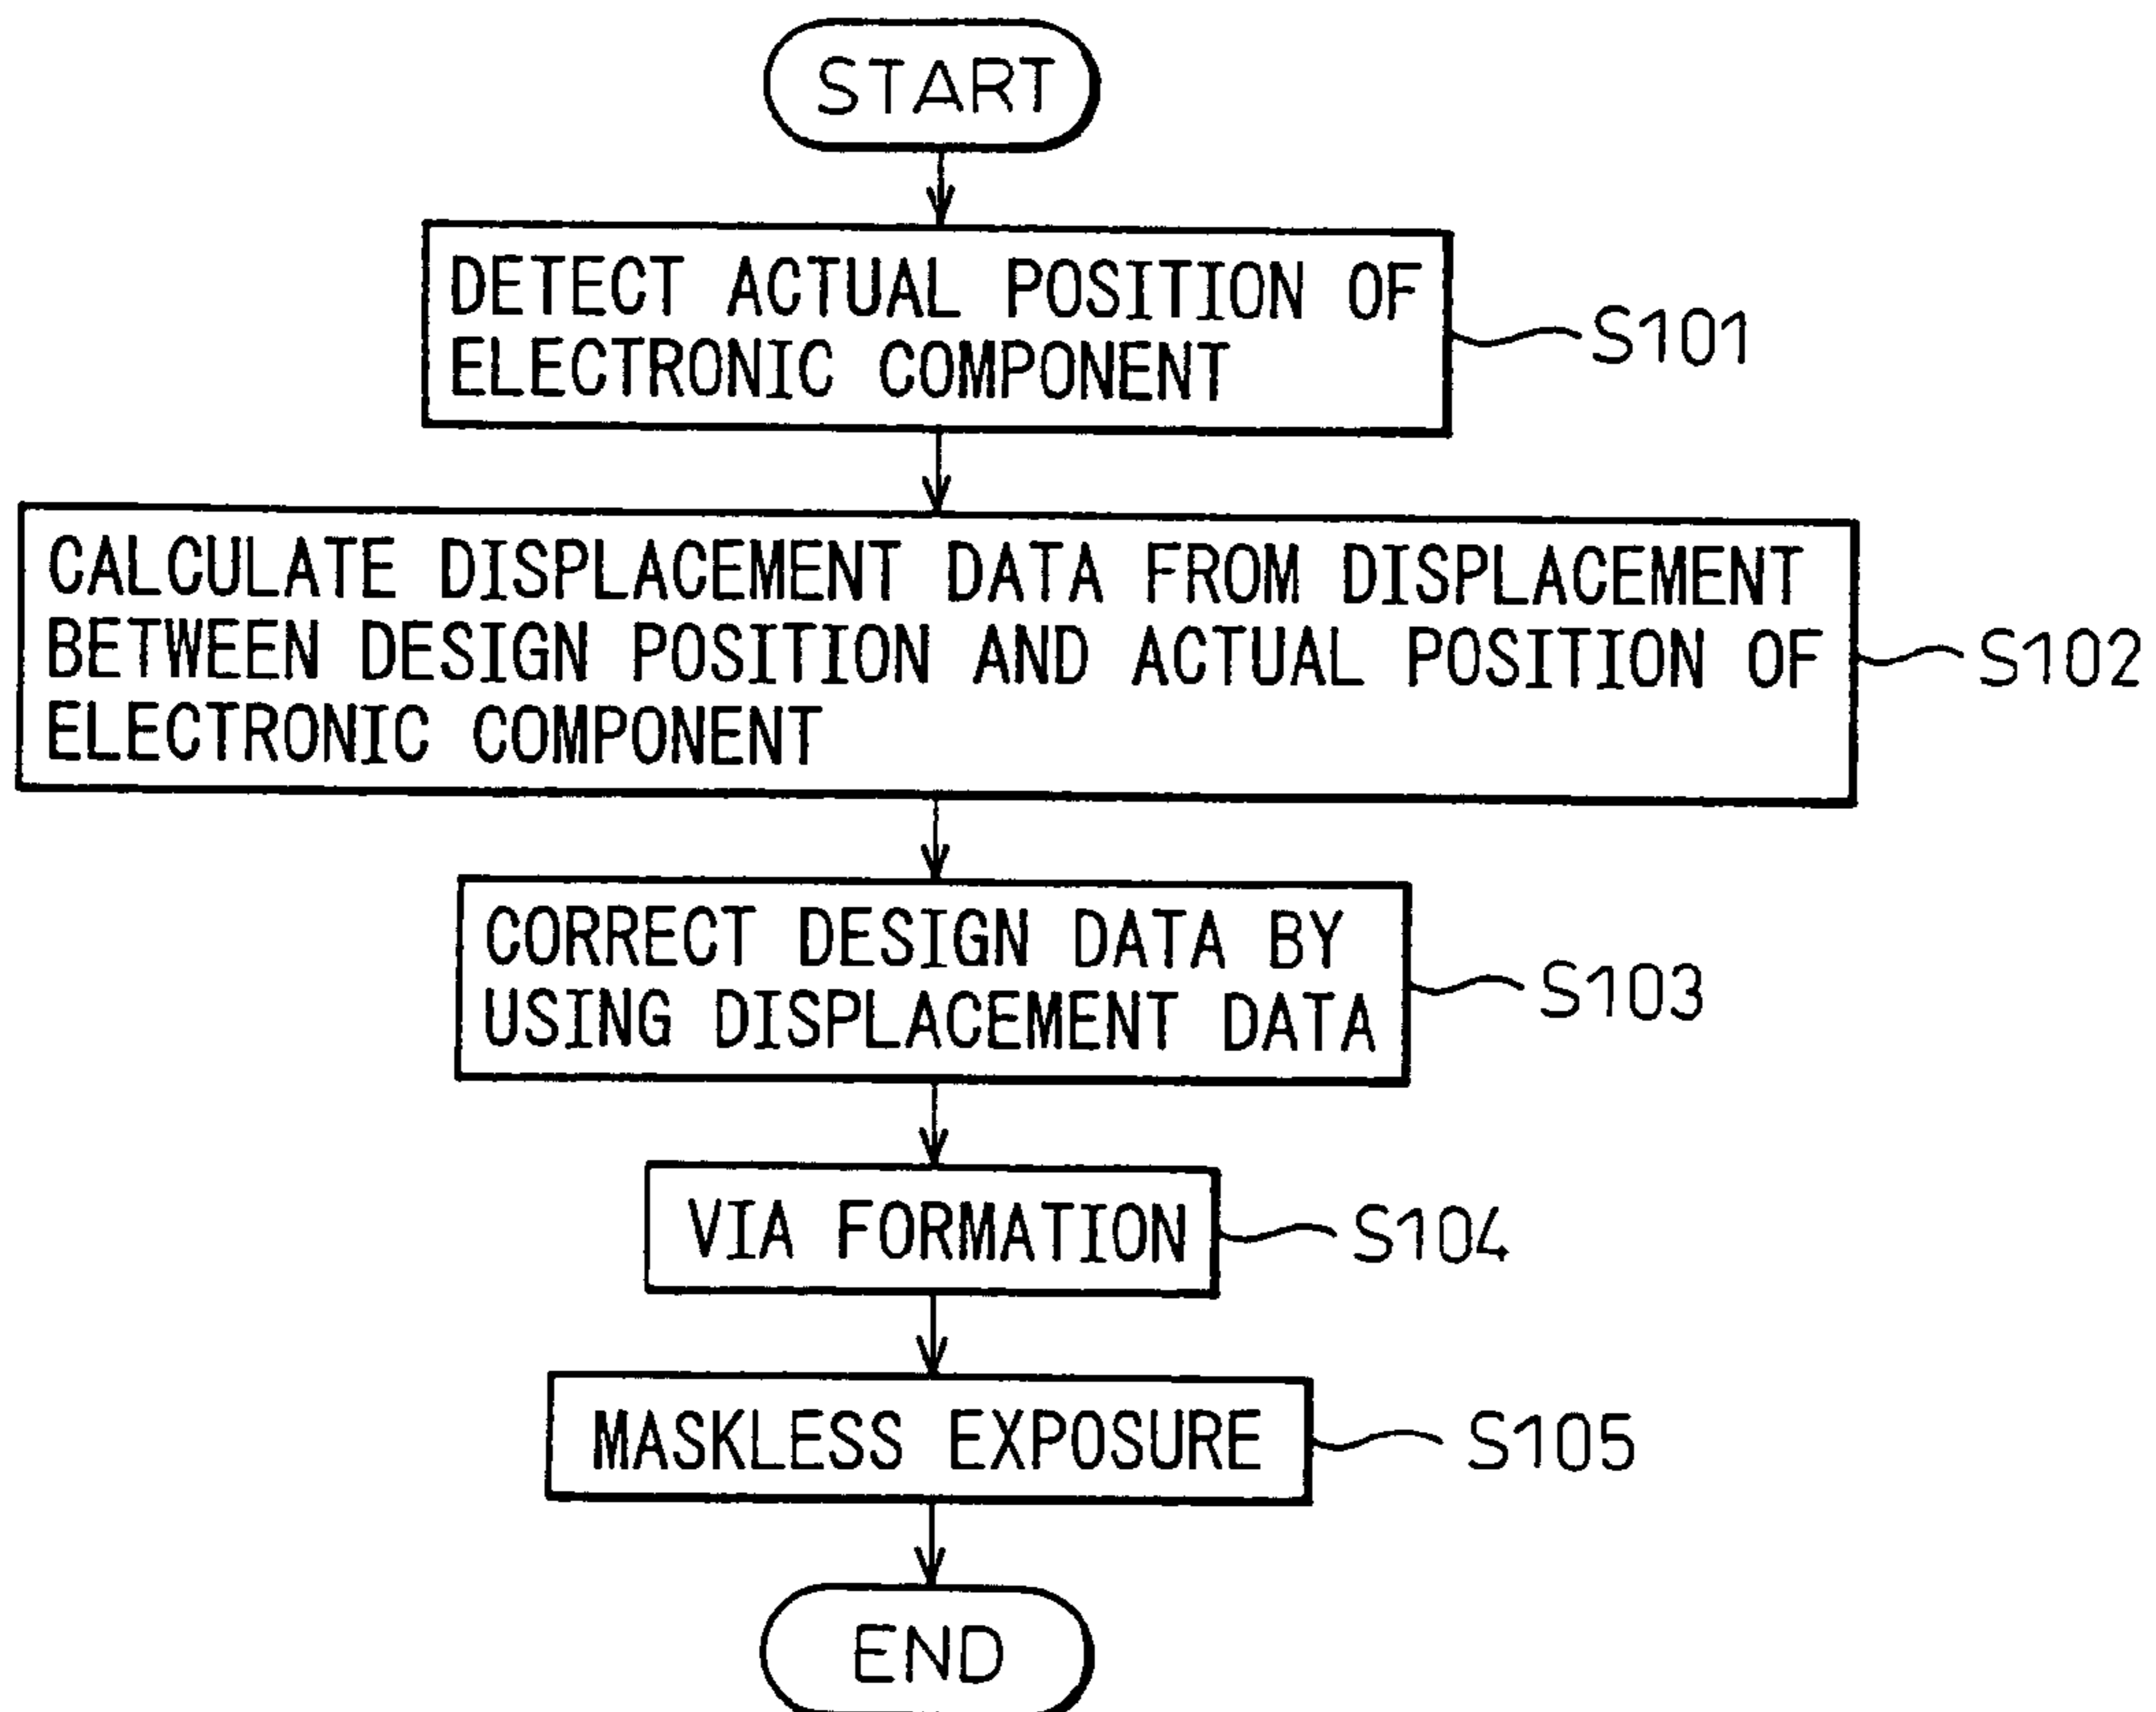 START
DETECT ACTUAL POSITION OF
ELECTRONIC COMPONENT
S101
CALCULATE DISPLACEMENT DATA FROM DISPLACEMENT
BETWEEN DESIGN POSITION AND ACTUAL POSITION OF
ELECTRONIC COMPONENT
S102
CORRECT DESIGN DATA BY
USING DISPLACEMENT DATA
S103
VIA FORMATION
S104
MASKLESS EXPOSURE
S105
END